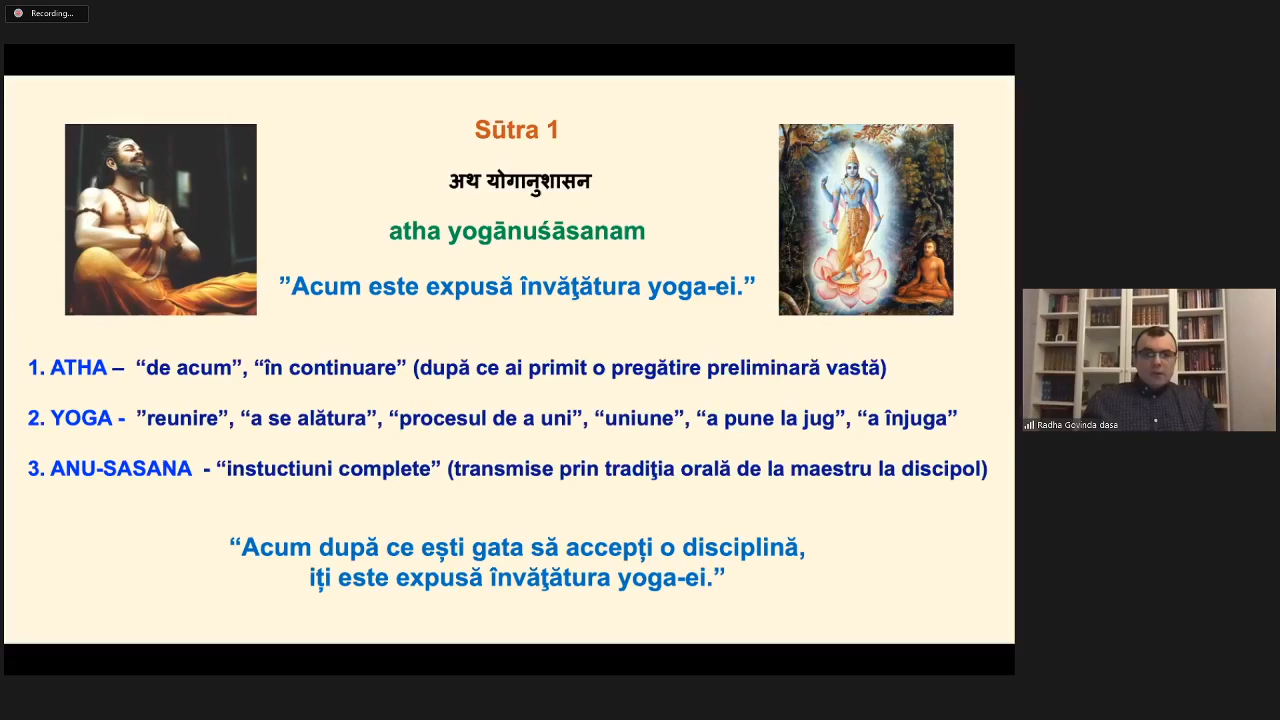 Recording...
Sūtra 1
अथ योगानुशासन
atha yogānuśāsanam
”Acum este expusă învăţătura yoga-ei.”
1. ATHA – “de acum”, “în continuare” (după ce ai primit o pregătire preliminară vastă)
2. YOGA - ”reunire”, “a se alătura”, “procesul de a uni”, “uniune”, “a pune la jug”, “a înjuga”
3. ANU-SASANA - “instuctiuni complete” (transmise prin tradiţia orală de la maestru la discipol)
“Acum după ce ești gata să accepți o disciplină,
iți este expusă învăţătura yoga-ei.”
Radha Govinda dasa